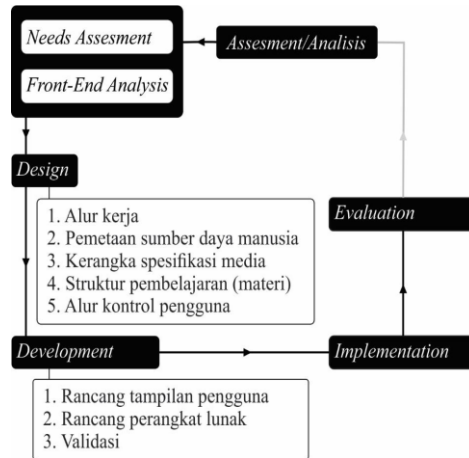 Needs Assesment
Front-End Analysis
Assesment/Analisis
Design
1. Alur kerja
2. Pemetaan sumber daya manusia
3. Kerangka spesifikasi media
4. Struktur pembelajaran (materi)
5. Alur kontrol pengguna
Evaluation
Development
Implementation
1. Rancang tampilan pengguna
2. Rancang perangkat lunak
3. Validasi